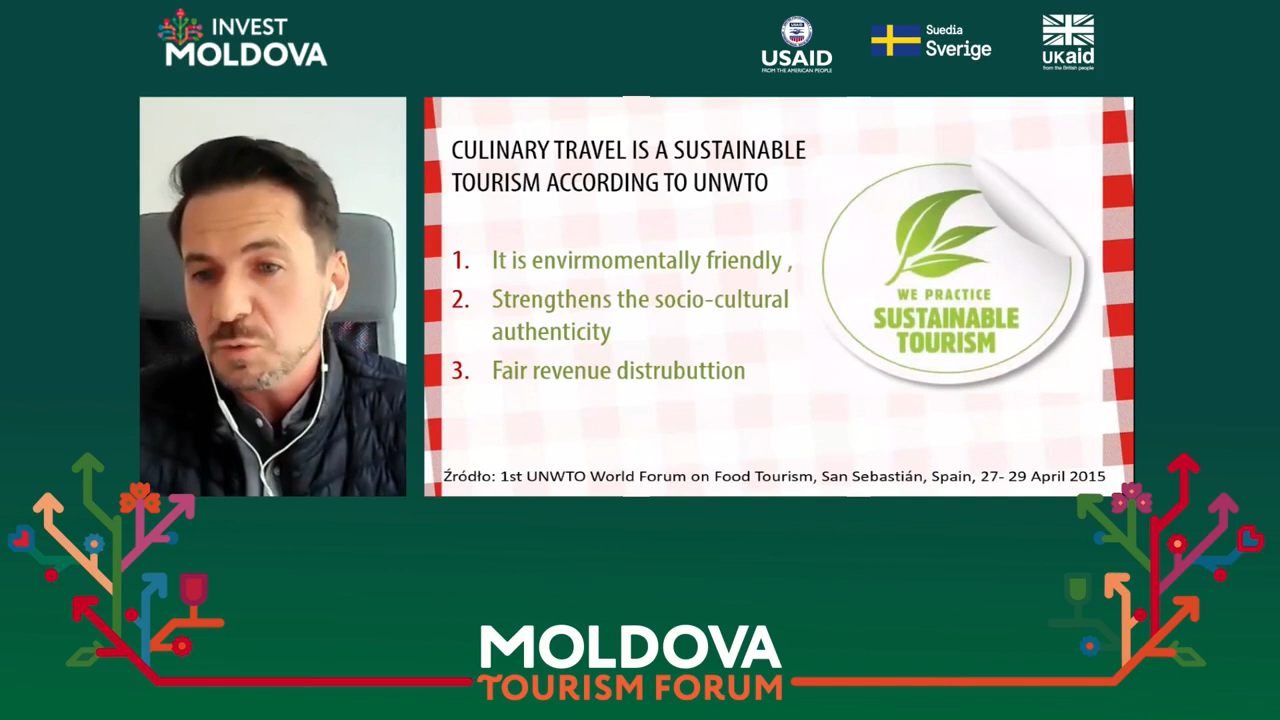 INVEST
MOLDOVA
USAID
FROM THE AMERICAN PEOPLE
Suedia
Sverige
UKaid
from the British people
CULINARY TRAVEL IS A SUSTAINABLE
TOURISM ACCORDING TO UNWTO
1. It is envirmomentally friendly ,
2. Strengthens the socio-cultural
authenticity
3. Fair revenue distrubuttion
WE PRACTICE
SUSTAINABLE
TOURISM
Źródło: 1st UNWTO World Forum on Food Tourism, San Sebastián, Spain, 27- 29 April 2015
MOLDOVA
TOURISM FORUM